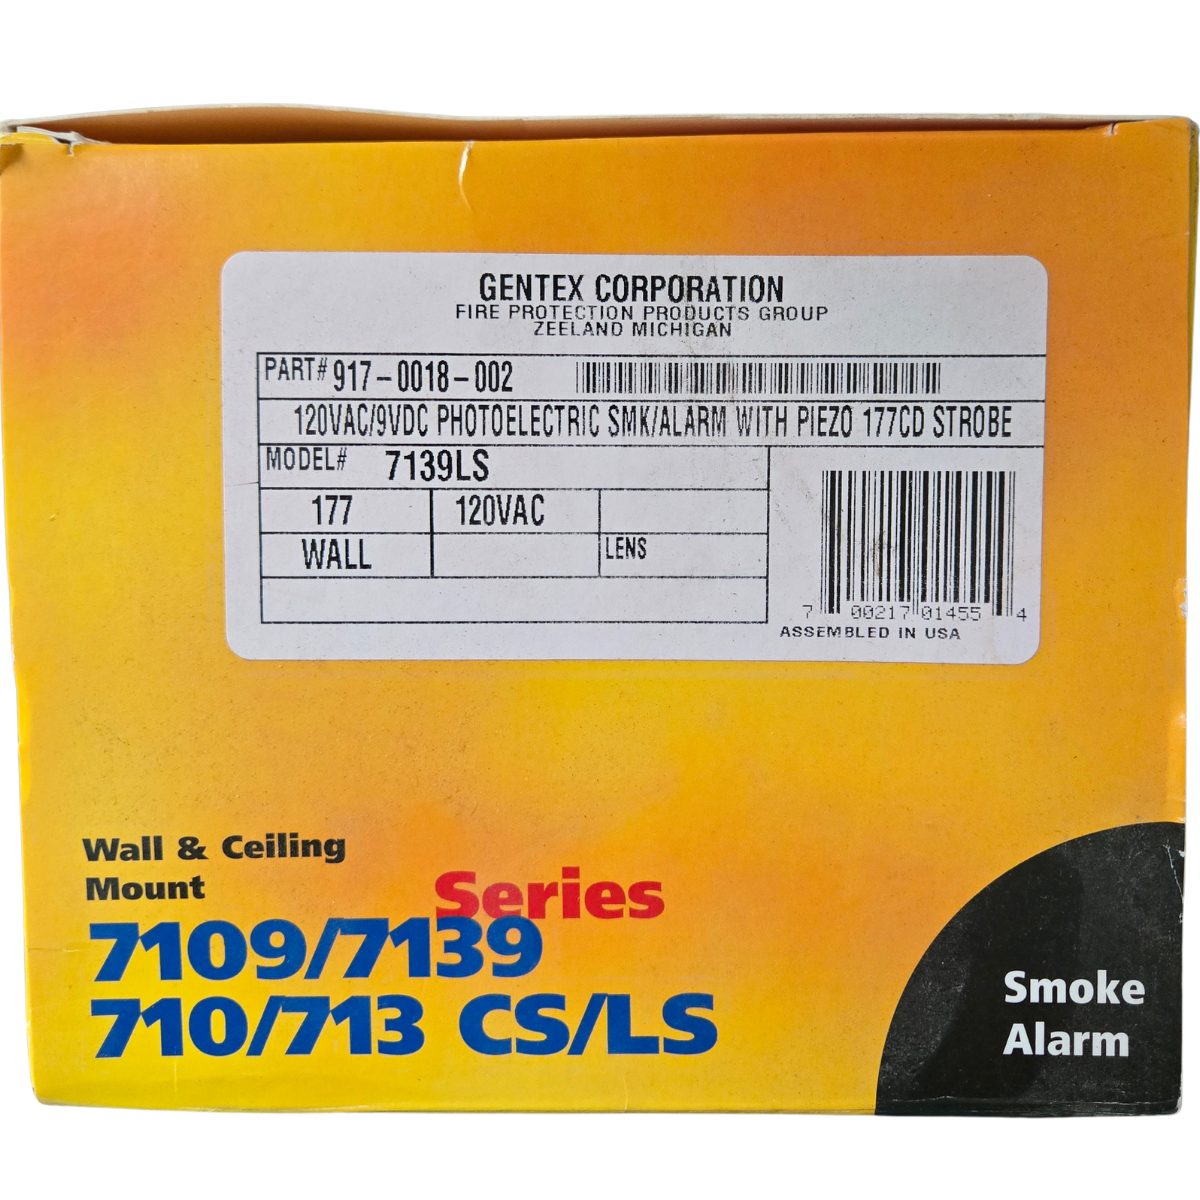 GENTEX CORPORATION
FIRE PROTECTION PRODUCTS GROUP
ZEELAND MICHIGAN
PART# 917-0018-002
120VAC/9VDC PHOTOELECTRIC SMK/ALARM WITH PIEZO 177CD STROBE
MODEL# 7139LS
177 120VAC
WALL LENS
7 00217 01455 4
ASSEMBLED IN USA
Wall & Ceiling
Mount
Series
7109/7139
710/713 CS/LS
Smoke
Alarm